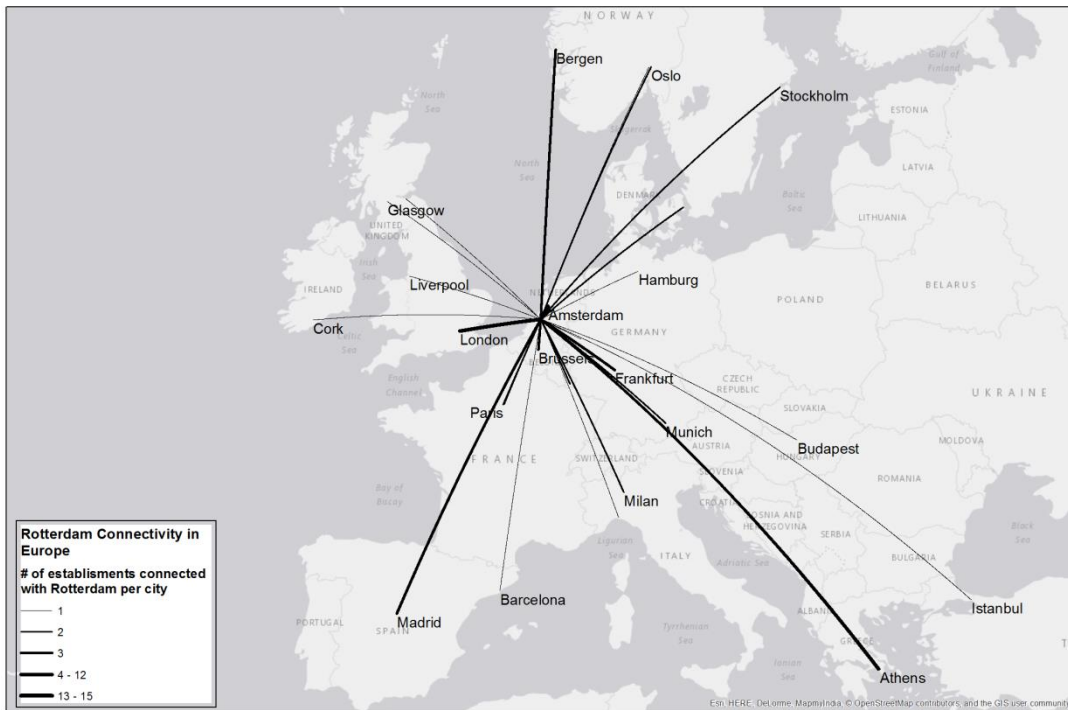 NORWAY
Bergen
Oslo
Gulf of
Finland
Stockholm
North
Sea
ESTONIA
Skagerrak
LATVIA
North
Sea
DENMARK
Baltic
Sea
LITHUANIA
Glasgow
UNITED
KINGDOM
Irish
Sea
Hamburg
BELARUS
Liverpool
IRELAND
NETHERLANDS
POLAND
Cork
Celtic
Sea
Amsterdam
GERMANY
London
Brussels
Frankfurt
English
Channel
CZECH
REPUBLIC
UKRAINE
SLOVAKIA
Paris
Munich
AUSTRIA
MOLDOVA
Budapest
HUNGARY
FRANCE
SWITZERLAND
SLOVENIA
ROMANIA
Bay of
Biscay
Milan
CROATIA
BOSNIA AND
HERZEGOVINA
SERBIA
Black
Sea
Ligurian
Sea
ITALY
Adriatic Sea
BULGARIA
Barcelona
Istanbul
Madrid
PORTUGAL
SPAIN
ALBANIA
Tyrrhenian
Sea
GREECE
T
Ionian
Sea
Athens
Rotterdam Connectivity in
Europe
# of establisments connected
with Rotterdam per city
1
2
3
4 - 12
13 - 15
Esri, HERE, DeLorme, MapmyIndia, © OpenStreetMap contributors, and the GIS user community